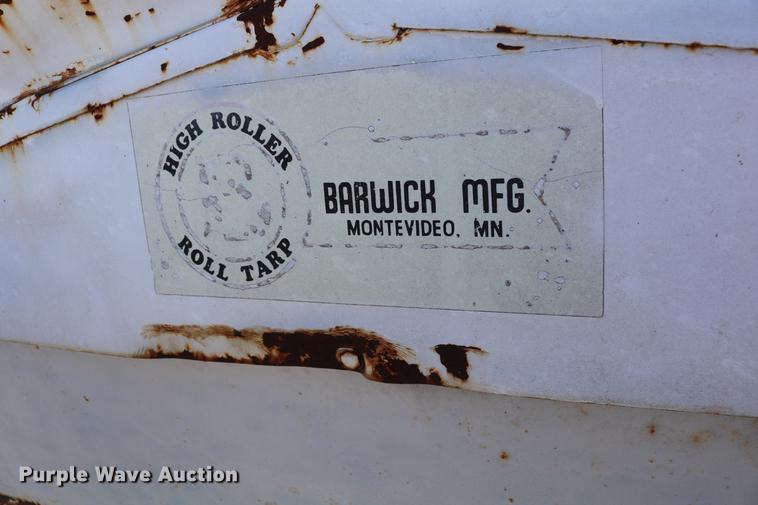 HIGH ROLLER
ROLL TARP
BARWICK MFG.
MONTEVIDEO, MN.
Purple Wave Auction